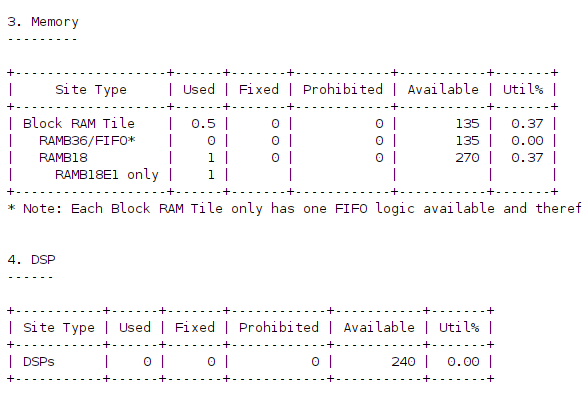 3. Memory
---------
+-------------------+------+-------+------------+-----------+-------+
|     Site Type     | Used | Fixed | Prohibited | Available | Util% |
+-------------------+------+-------+------------+-----------+-------+
| Block RAM Tile    |  0.5 |     0 |          0 |       135 |  0.37 |
|   RAMB36/FIFO*    |    0 |     0 |          0 |       135 |  0.00 |
|   RAMB18          |    1 |     0 |          0 |       270 |  0.37 |
|     RAMB18E1 only |    1 |       |            |           |       |
+-------------------+------+-------+------------+-----------+-------+
* Note: Each Block RAM Tile only has one FIFO logic available and theref
4. DSP
------
+-----------+------+-------+------------+-----------+-------+
| Site Type | Used | Fixed | Prohibited | Available | Util% |
+-----------+------+-------+------------+-----------+-------+
| DSPs      |    0 |     0 |          0 |       240 |  0.00 |
+-----------+------+-------+------------+-----------+-------+